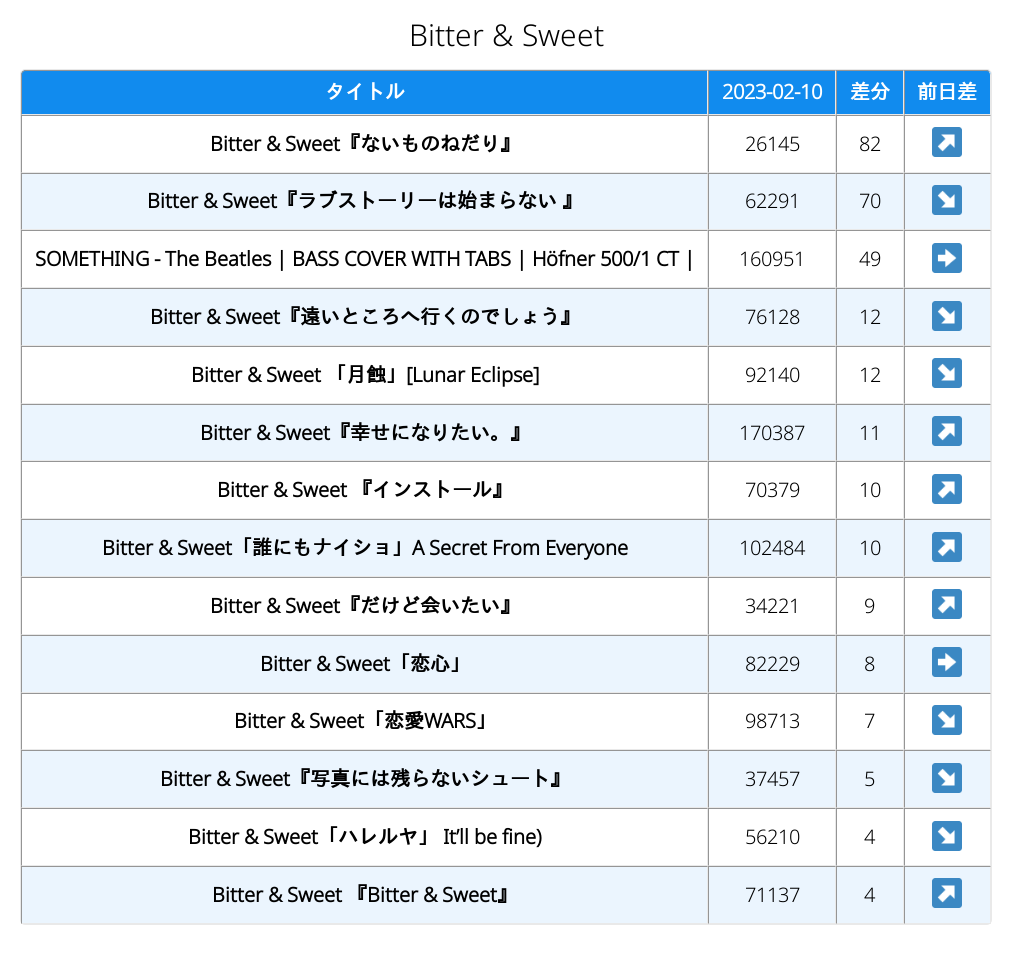 Bitter & Sweet
タイトル 2023-02-10 差分 前日差
Bitter & Sweet『ないものねだり』 26145 82
Bitter & Sweet『ラブストーリーは始まらない 』 62291 70
SOMETHING - The Beatles | BASS COVER WITH TABS | Höfner 500/1 CT | 160951 49
Bitter & Sweet『遠いところへ行くのでしょう』 76128 12
Bitter & Sweet 「月蝕」[Lunar Eclipse] 92140 12
Bitter & Sweet『幸せになりたい。』 170387 11
Bitter & Sweet 『インストール』 70379 10
Bitter & Sweet「誰にもナイショ」A Secret From Everyone 102484 10
Bitter & Sweet『だけど会いたい』 34221 9
Bitter & Sweet「恋心」 82229 8
Bitter & Sweet「恋愛WARS」 98713 7
Bitter & Sweet『写真には残らないシュート』 37457 5
Bitter & Sweet「ハレルヤ」 It’ll be fine) 56210 4
Bitter & Sweet 『Bitter & Sweet』 71137 4